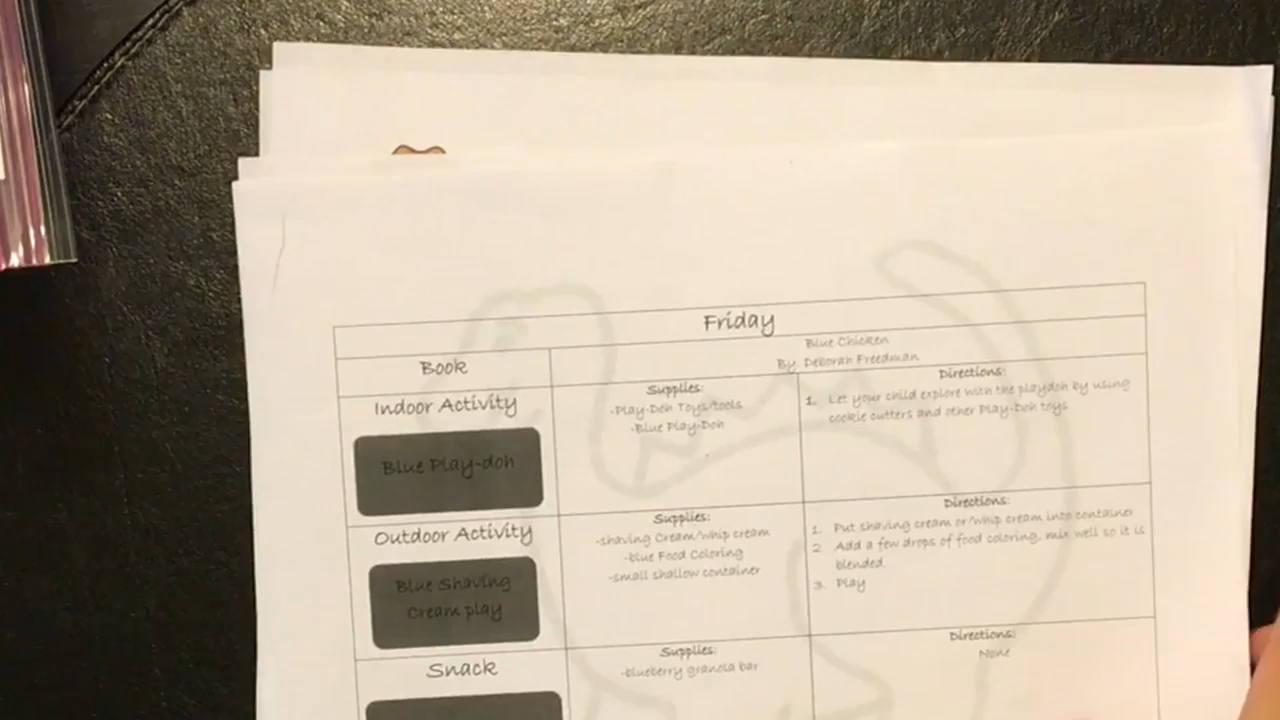 Friday
Book
Blue Chicken
By: Deborah Freedman
Indoor Activity
Blue Play-doh
Supplies:
-Play-Doh Toys/tools
-Blue Play-Doh
Directions:
1. Let your child explore with the playdoh by using
cookie cutters and other Play-Doh toys
Outdoor Activity
Blue Shaving
Cream play
Supplies:
-shaving Cream/whip cream
-blue Food Coloring
-small shallow container
Directions:
1. Put shaving cream or/whip cream into container
2. Add a few drops of food coloring, mix well so it is
blended.
3. Play
Snack
Supplies:
-blueberry granola bar
Directions:
None